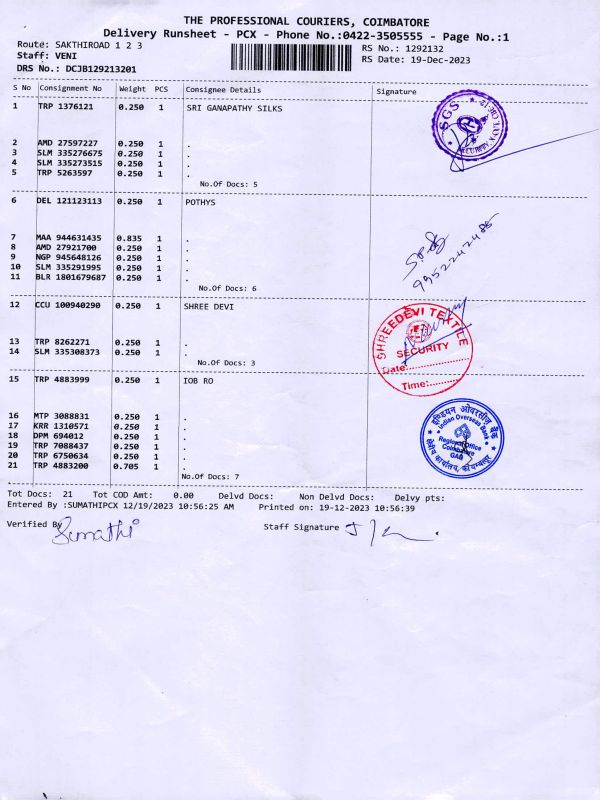 THE PROFESSIONAL COURIERS, COIMBATORE
Delivery Runsheet - PCX - Phone No.:0422-3505555 - Page No.:1
Route: SAKTHIROAD 1 2 3
RS No.: 1292132
Staff: VENI
RS Date: 19-Dec-2023
DRS No.: DCJB129213201
S No Consignment No Weight PCS Consignee Details Signature
1 TRP 1376121 0.250 1 SRI GANAPATHY SILKS
SGS
SECURITY
2 AMD 27597227 0.250 1 .
3 SLM 335276675 0.250 1 .
4 SLM 335273515 0.250 1 .
5 TRP 5263597 0.250 1 .
No.Of Docs: 5
6 DEL 121123113 0.250 1 POTHYS
7 MAA 944631435 0.835 1 .
8 AMD 27921700 0.250 1 .
9 NGP 945648126 0.250 1 .
10 SLM 335291995 0.250 1 .
11 BLR 1801679687 0.250 1 .
No.Of Docs: 6
9952242485
12 CCU 100940290 0.250 1 SHREE DEVI
13 TRP 8262271 0.250 1 .
14 SLM 335308373 0.250 1 .
No.Of Docs: 3
SHREEDEVI TEXTILE
SECURITY
Date:
Time:
15 TRP 4883999 0.250 1 IOB RO
16 MTP 3088831 0.250 1 .
17 KRR 1310571 0.250 1 .
18 DPM 694012 0.250 1 .
19 TRP 7088437 0.250 1 .
20 TRP 6750634 0.250 1 .
21 TRP 4883200 0.705 1 .
No.Of Docs: 7
इण्डियन ओवरसीज़ बैंक
Indian Overseas Bank
Regional Office
Coimbatore
GAD
क्षेत्रीय कार्यालय, कोयम्बत्तूर
Tot Docs: 21 Tot COD Amt: 0.00 Delvd Docs: Non Delvd Docs: Delvy pts:
Entered By :SUMATHIPCX 12/19/2023 10:56:25 AM Printed on: 19-12-2023 10:56:39
Verified By Sumathi Staff Signature